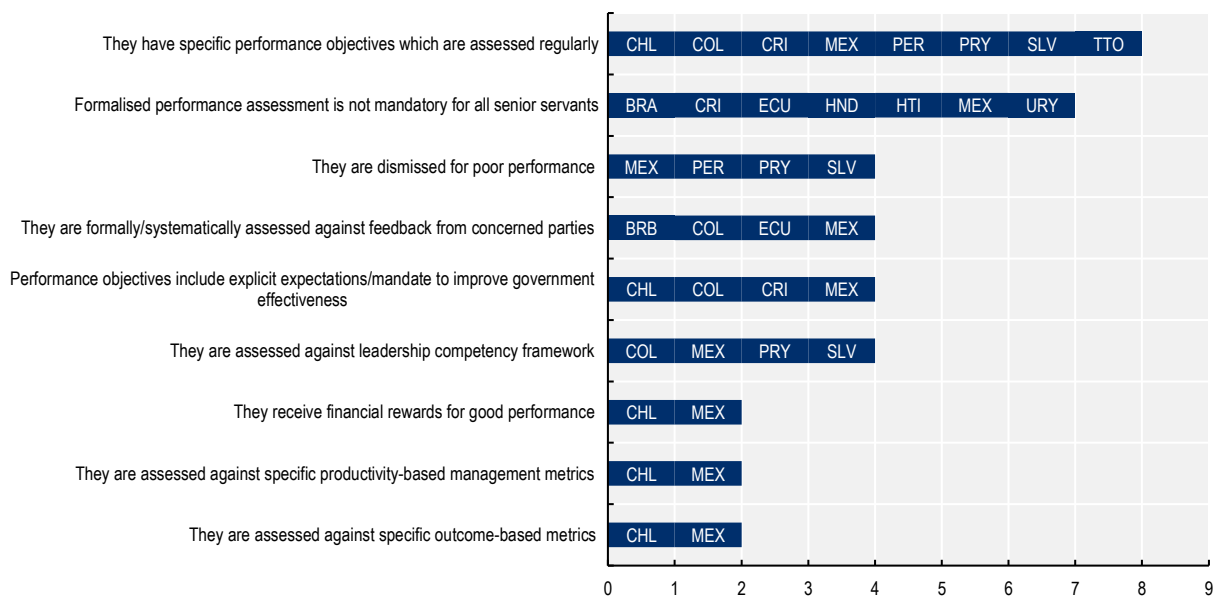 They have specific performance objectives which are assessed regularly CHL COL CRI MEX PER PRY SLV TTO
Formalised performance assessment is not mandatory for all senior servants BRA CRI ECU HND HTI MEX URY
They are dismissed for poor performance MEX PER PRY SLV
They are formally/systematically assessed against feedback from concerned parties BRB COL ECU MEX
Performance objectives include explicit expectations/mandate to improve government
effectiveness CHL COL CRI MEX
They are assessed against leadership competency framework COL MEX PRY SLV
They receive financial rewards for good performance CHL MEX
They are assessed against specific productivity-based management metrics CHL MEX
They are assessed against specific outcome-based metrics CHL MEX
0 1 2 3 4 5 6 7 8 9